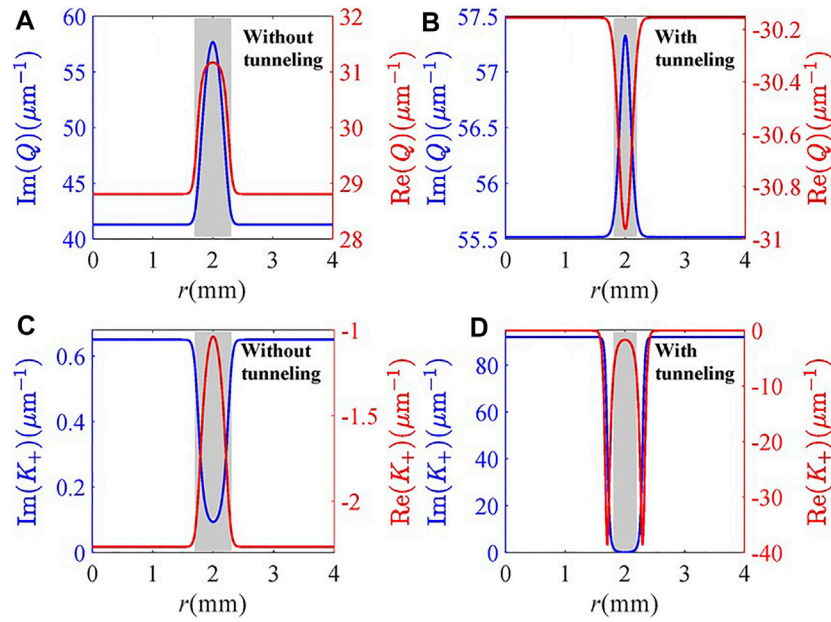 A
Im(Q)(μm⁻¹)
60
55
50
45
40
Without
tunneling
32
31
30
29
28
Re(Q)(μm⁻¹)
0 1 2 3 4
r(mm)
B
Im(Q)(μm⁻¹)
57.5
57
56.5
56
55.5
With
tunneling
-30.2
-30.4
-30.6
-30.8
-31
Re(Q)(μm⁻¹)
0 1 2 3 4
r(mm)
C
Im(K₊)(μm⁻¹)
0.6
0.4
0.2
0
Without
tunneling
-1
-1.5
-2
Re(K₊)(μm⁻¹)
0 1 2 3 4
r(mm)
D
Im(K₊)(μm⁻¹)
80
60
40
20
0
With
tunneling
0
-10
-20
-30
-40
Re(K₊)(μm⁻¹)
0 1 2 3 4
r(mm)